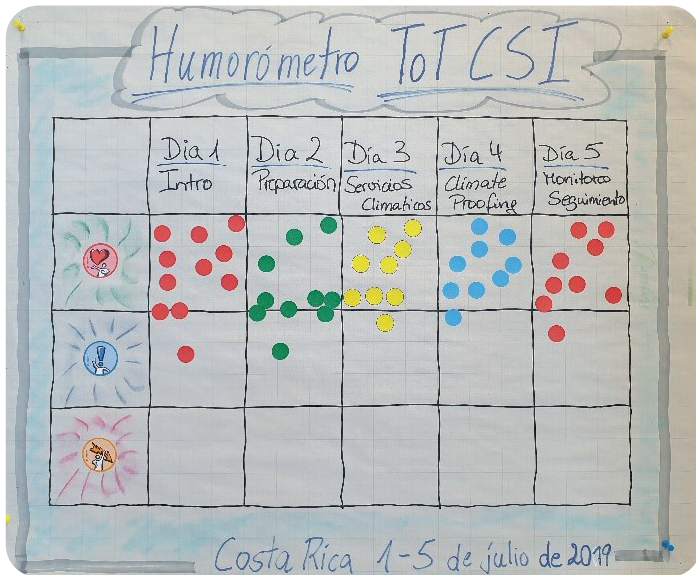 Humorómetro ToT CSI
Día 1
Intro
Día 2
Preparación
Día 3
Servicios
Climaticos
Día 4
Climate
Proofing
Día 5
Monitoreo
Seguimiento
Costa Rica 1-5 de julio de 2019